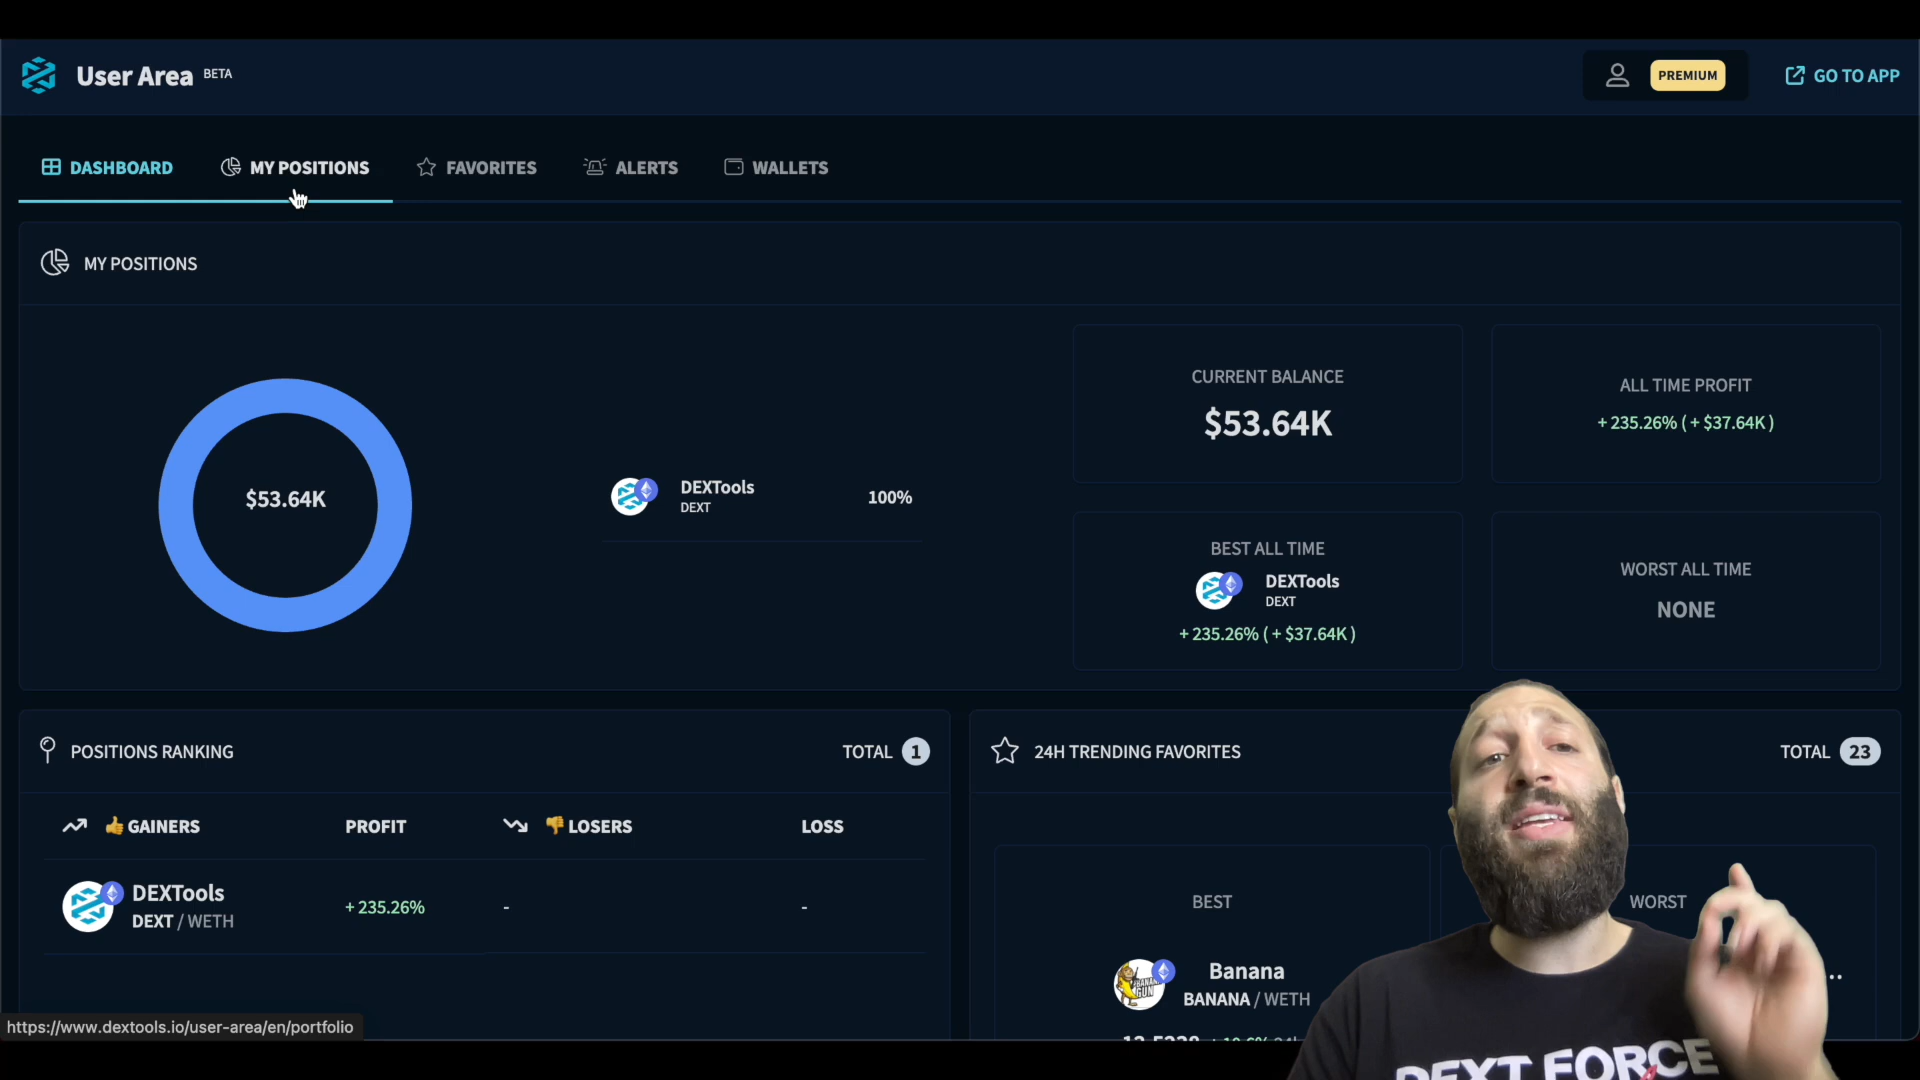 User Area BETA
PREMIUM
GO TO APP
DASHBOARD
MY POSITIONS
FAVORITES
ALERTS
WALLETS
MY POSITIONS
$53.64K
DEXTools
DEXT
100%
CURRENT BALANCE
$53.64K
ALL TIME PROFIT
+ 235.26% ( + $37.64K )
BEST ALL TIME
DEXTools
DEXT
+ 235.26% ( + $37.64K )
WORST ALL TIME
NONE
POSITIONS RANKING
TOTAL 1
GAINERS
PROFIT
LOSERS
LOSS
DEXTools
DEXT / WETH
+ 235.26%
-
-
24H TRENDING FAVORITES
TOTAL 23
BEST
Banana
BANANA / WETH
WORST
..
DEXT FORCE
https://www.dextools.io/user-area/en/portfolio